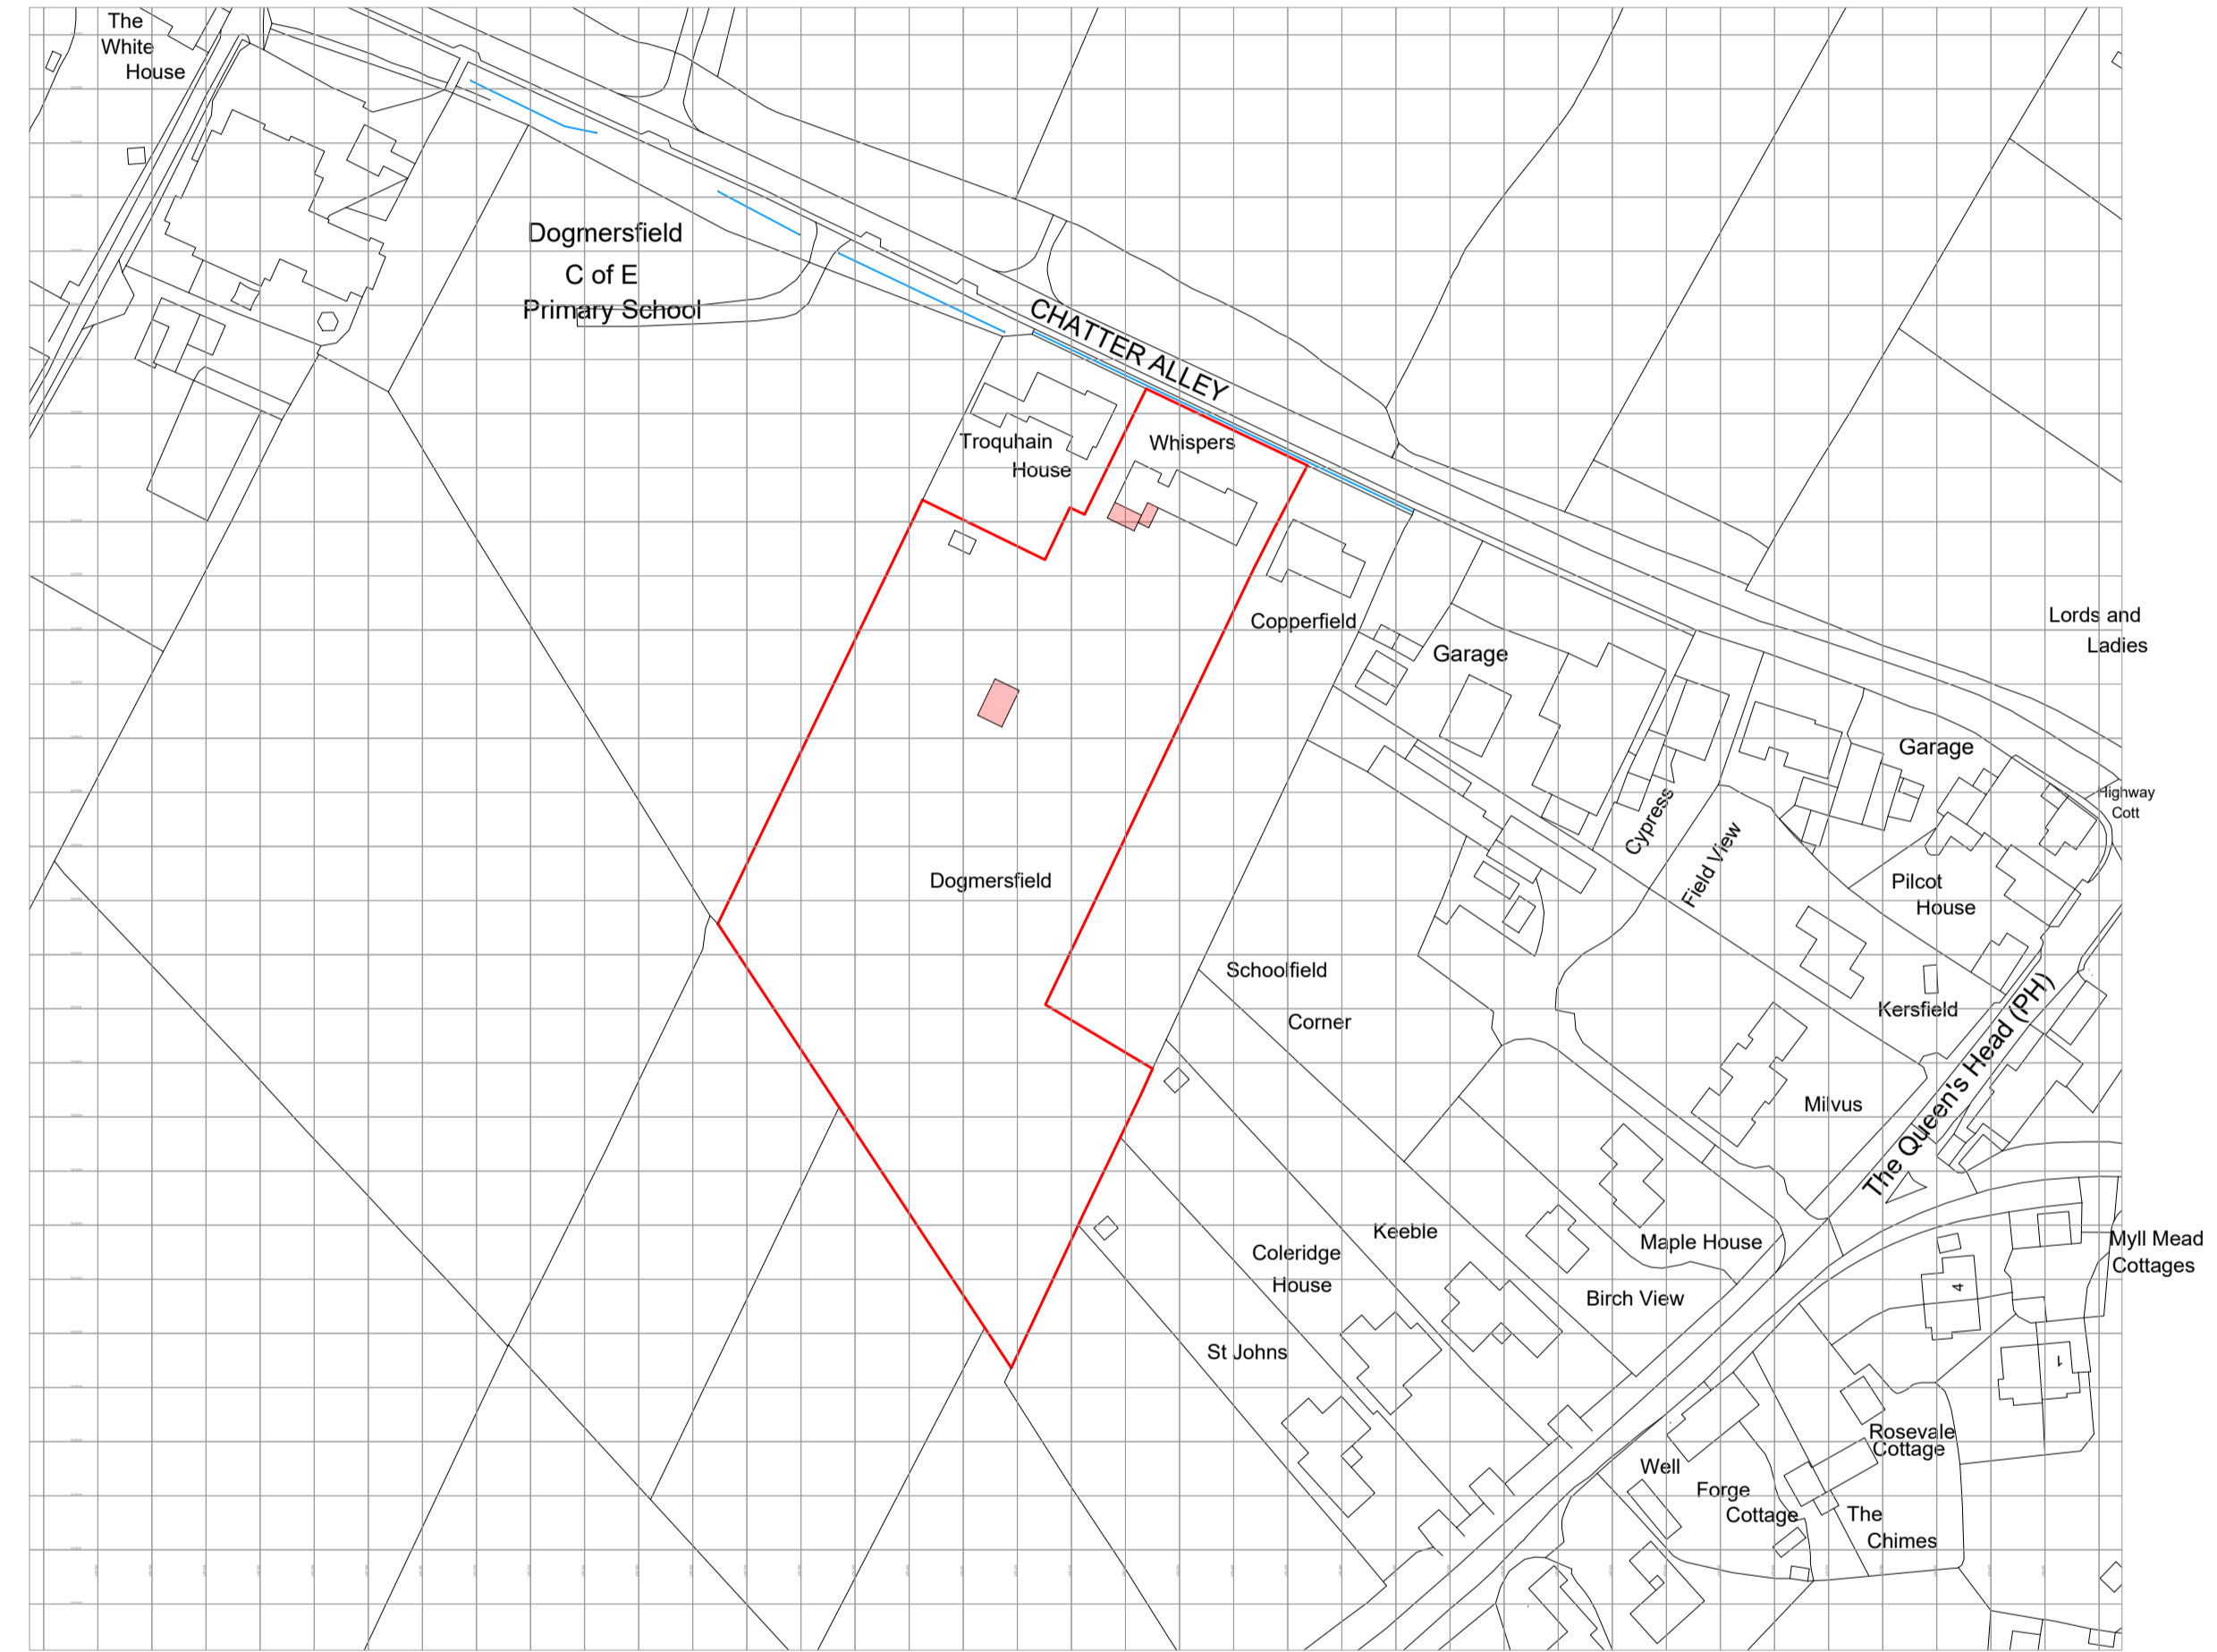 The
White
House
Dogmersfield
C of E
Primary School
CHATTER ALLEY
Troquhain
House
Whispers
Copperfield
Garage
Lords and
Ladies
Garage
Highway
Cott
Cypress
Field View
Dogmersfield
Pilcot
House
Schoolfield
Corner
Kersfield
The Queen's Head (PH)
Milvus
Keeble
Coleridge
House
Maple House
Myll Mead
Cottages
4
Birch View
St Johns
1
Rosevale
Cottage
Well
Forge
Cottage
The
Chimes